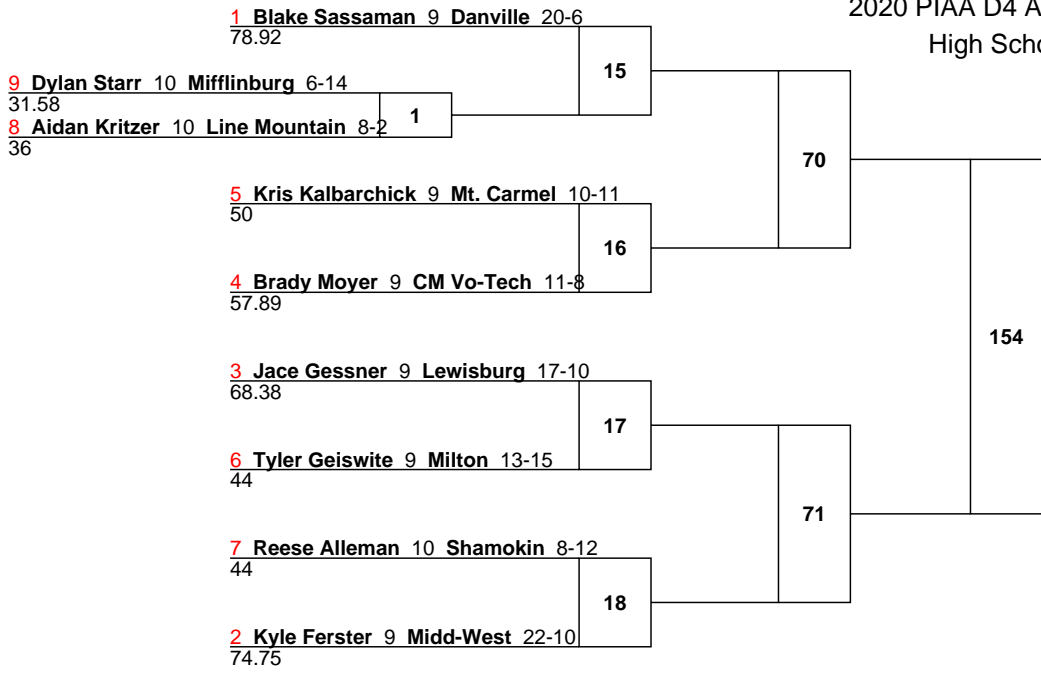 2020 PIAA D4 A
High Scho
1 Blake Sassaman 9 Danville 20-6
78.92
15
9 Dylan Starr 10 Mifflinburg 6-14
31.58
1
8 Aidan Kritzer 10 Line Mountain 8-2
36
70
5 Kris Kalbarchick 9 Mt. Carmel 10-11
50
16
4 Brady Moyer 9 CM Vo-Tech 11-8
57.89
154
3 Jace Gessner 9 Lewisburg 17-10
68.38
17
6 Tyler Geiswite 9 Milton 13-15
44
71
7 Reese Alleman 10 Shamokin 8-12
44
18
2 Kyle Ferster 9 Midd-West 22-10
74.75